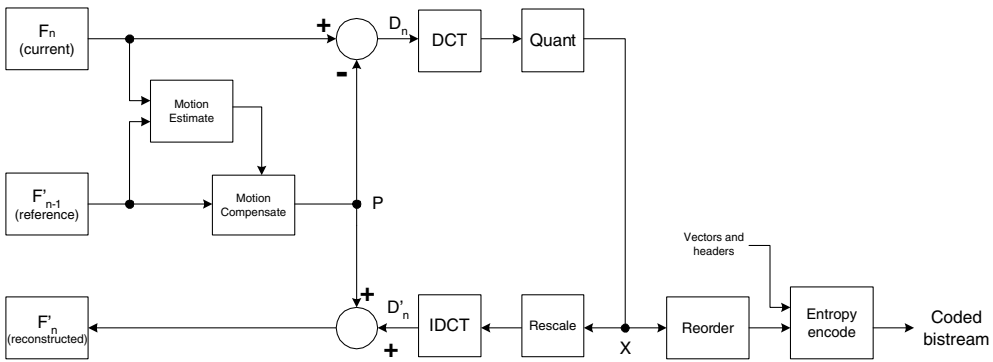 Fn
(current)
+
Dn
DCT
Quant
-
Motion
Estimate
F'n-1
(reference)
Motion
Compensate
P
Vectors and
headers
F'n
(reconstructed)
+
+
D'n
IDCT
Rescale
X
Reorder
Entropy
encode
Coded
bistream